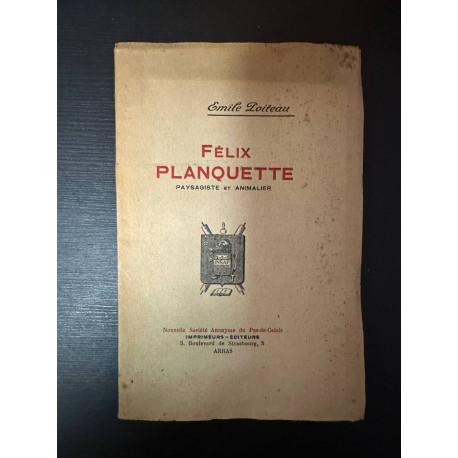 Emile Poiteau
FÉLIX
PLANQUETTE
PAYSAGISTE ET ANIMALIER
Nouvelle Société Anonyme du Pas-de-Calais
IMPRIMEURS-ÉDITEURS
3, Boulevard de Strasbourg, 3
ARRAS